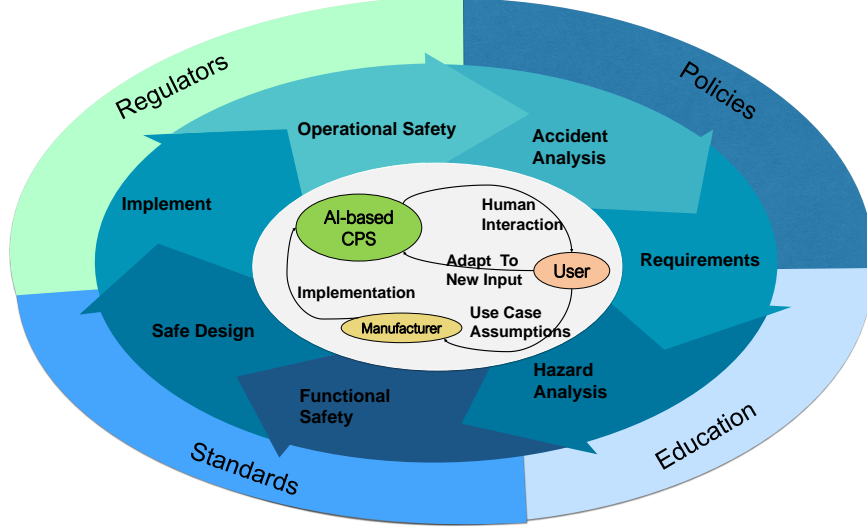 Regulators
Policies
Operational Safety
Accident
Analysis
Implement
AI-based
CPS
Human
Interaction
Adapt To
New Input
User
Requirements
Implementation
Manufacturer
Use Case
Assumptions
Safe Design
Hazard
Analysis
Functional
Safety
Standards
Education